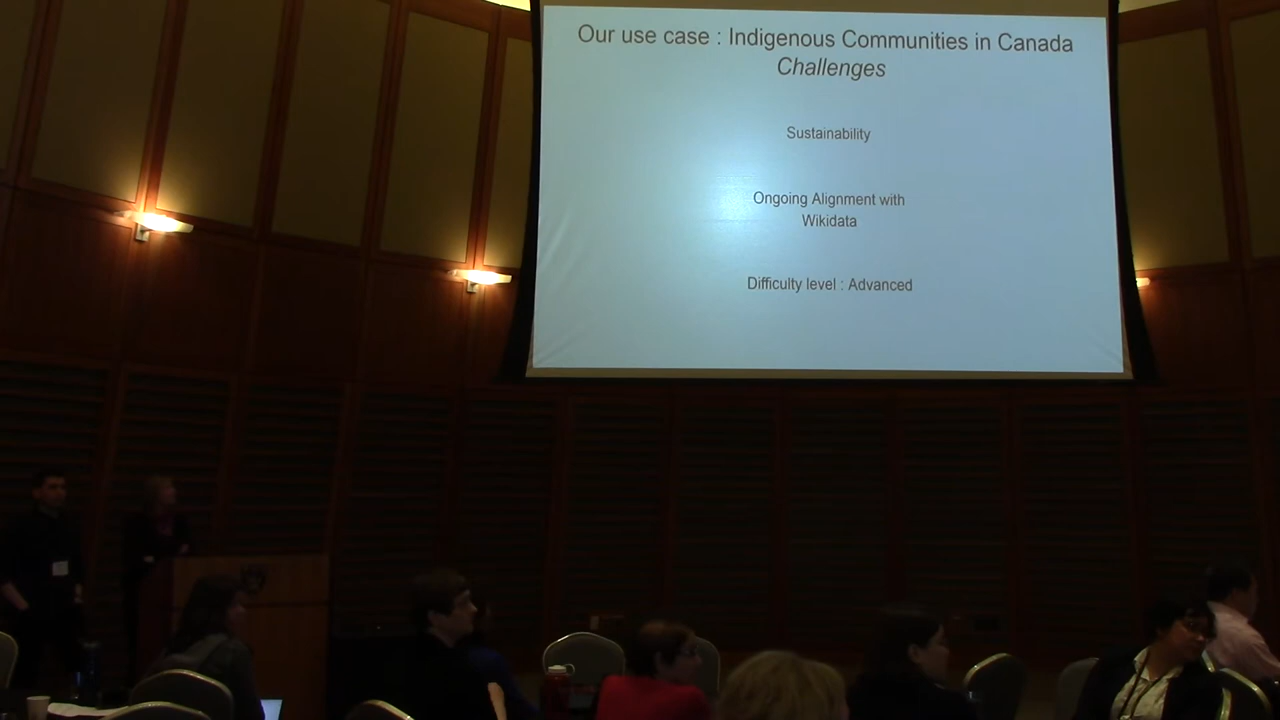 Our use case : Indigenous Communities in Canada
Challenges
Sustainability
Ongoing Alignment with
Wikidata
Difficulty level : Advanced